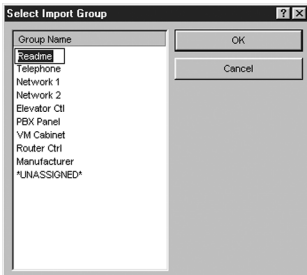 Select Import Group
Group Name
Readme
Telephone
Network 1
Network 2
Elevator Ctl
PBX Panel
VM Cabinet
Router Ctrl
Manufacturer
*UNASSIGNED*
OK
Cancel